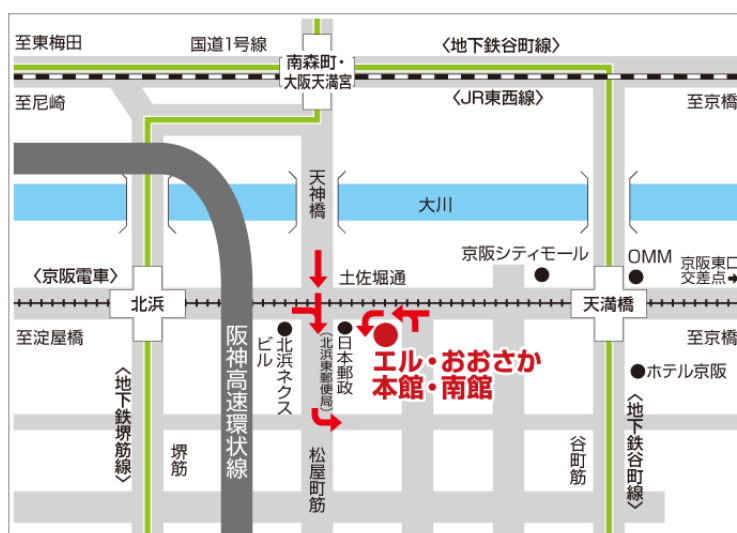 至東梅田
国道1号線
〈地下鉄谷町線〉
南森町・
大阪天満宮
至尼崎
〈JR東西線〉
至京橋
天神橋
大川
京阪シティモール
OMM
京阪東口
交差点
〈京阪電車〉
土佐堀通
北浜
天満橋
至淀屋橋
至京橋
北浜ネクス
ビル
(北浜東郵便局)
日本郵政
エル・おおさか
本館・南館
ホテル京阪
阪神高速環状線
〈地下鉄堺筋線〉
堺筋
松屋町筋
谷町筋
〈地下鉄谷町線〉